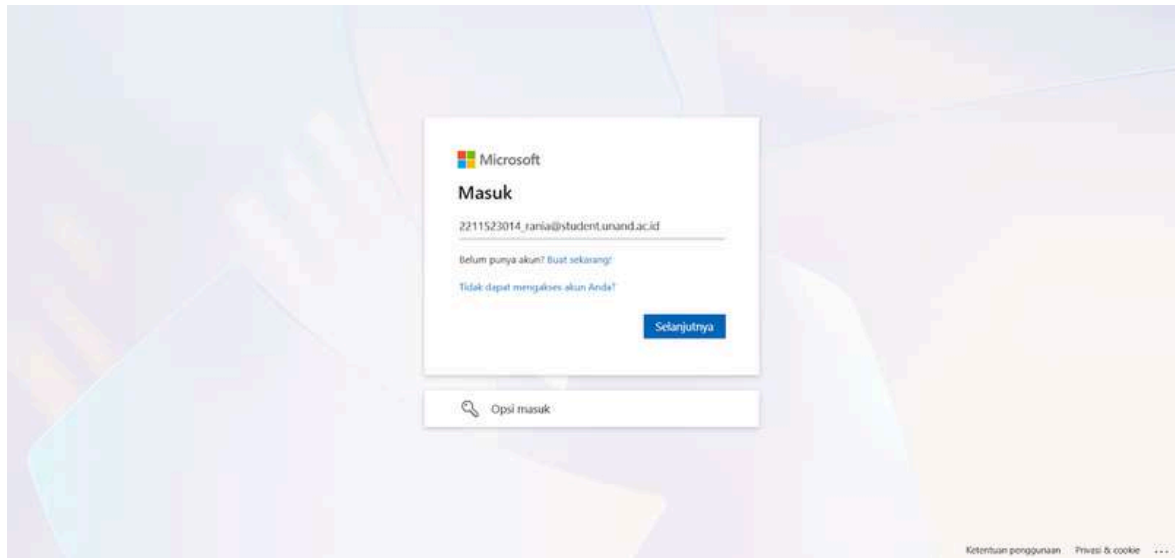 Microsoft
Masuk
2211523014_rania@student.unand.ac.id
Belum punya akun? Buat sekarang!
Tidak dapat mengakses akun Anda?
Selanjutnya
Opsi masuk
Ketentuan penggunaan Privasi & cookie ...